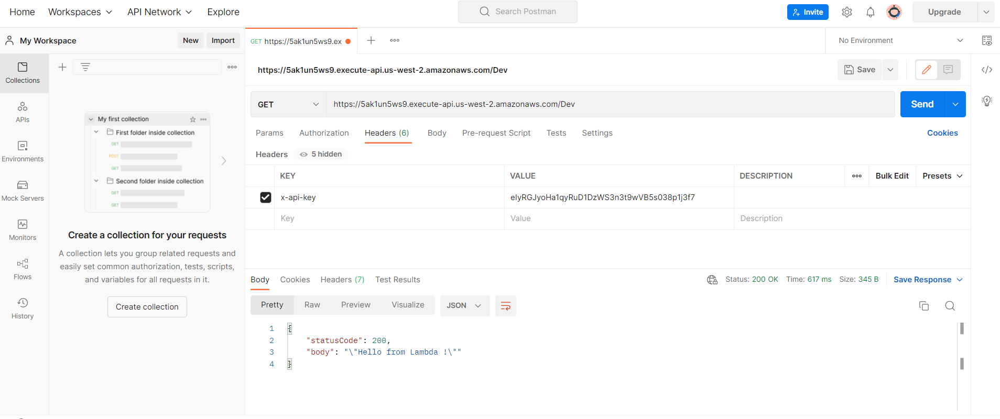 Home Workspaces API Network Explore Search Postman Invite Upgrade
My Workspace New Import GET https://5ak1un5ws9.ex No Environment
Collections
APIs
Environments
Mock Servers
Monitors
Flows
History
My first collection
First folder inside collection
GET
POST
GET
Second folder inside collection
GET
GET
Create a collection for your requests
A collection lets you group related requests and
easily set common authorization, tests, scripts,
and variables for all requests in it.
Create collection
https://5ak1un5ws9.execute-api.us-west-2.amazonaws.com/Dev Save
GET https://5ak1un5ws9.execute-api.us-west-2.amazonaws.com/Dev Send
Params Authorization Headers (6) Body Pre-request Script Tests Settings Cookies
Headers 5 hidden
KEY VALUE DESCRIPTION Bulk Edit Presets
x-api-key eIyRGJyoHa1qyRuD1DzWS3n3t9wVB5s038p1j3f7
Key Value Description
Body Cookies Headers (7) Test Results Status: 200 OK Time: 617 ms Size: 345 B Save Response
Pretty Raw Preview Visualize JSON
1 {
2 "statusCode": 200,
3 "body": "\"Hello from Lambda !\""
4 }